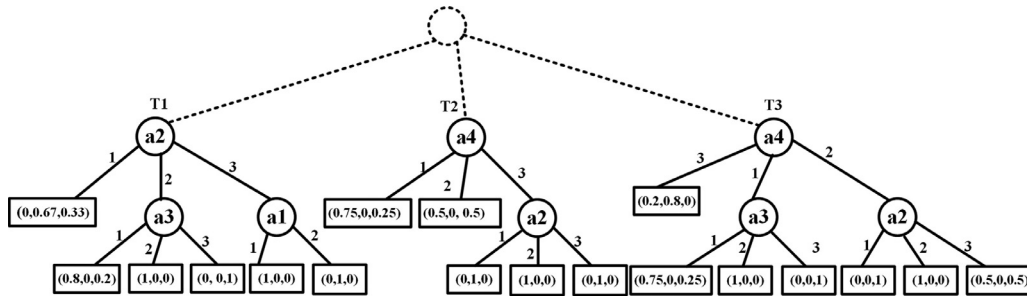 T1 T2 T3
a2 a4 a4
1 2 3 1 2 3 3 1 2
(0,0.67,0.33) (0.75,0,0.25) (0.5,0, 0.5) (0.2,0.8,0)
a3 a1 a2 a3 a2
1 2 3 1 2 1 2 3 1 2 3 1 2 3
(0.8,0,0.2) (1,0,0) (0, 0,1) (1,0,0) (0,1,0) (0,1,0) (1,0,0) (0,1,0) (0.75,0,0.25) (1,0,0) (0,0,1) (0,0,1) (1,0,0) (0.5,0,0.5)